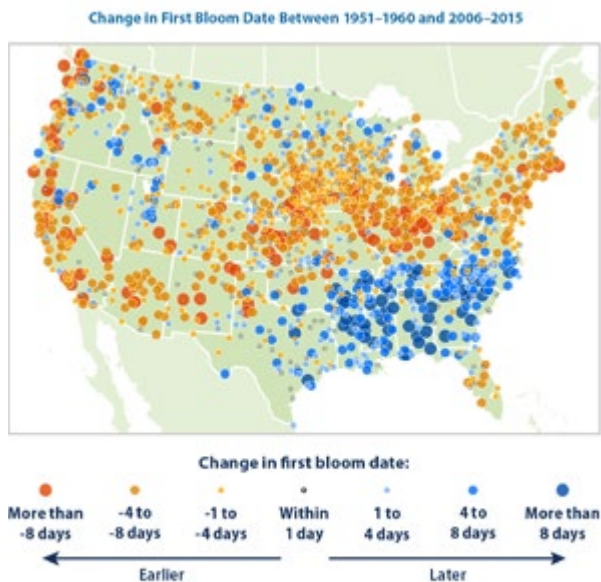 Change in First Bloom Date Between 1951–1960 and 2006–2015
Change in first bloom date:
More than -8 days
-4 to -8 days
-1 to -4 days
Within 1 day
1 to 4 days
4 to 8 days
More than 8 days
Earlier
Later